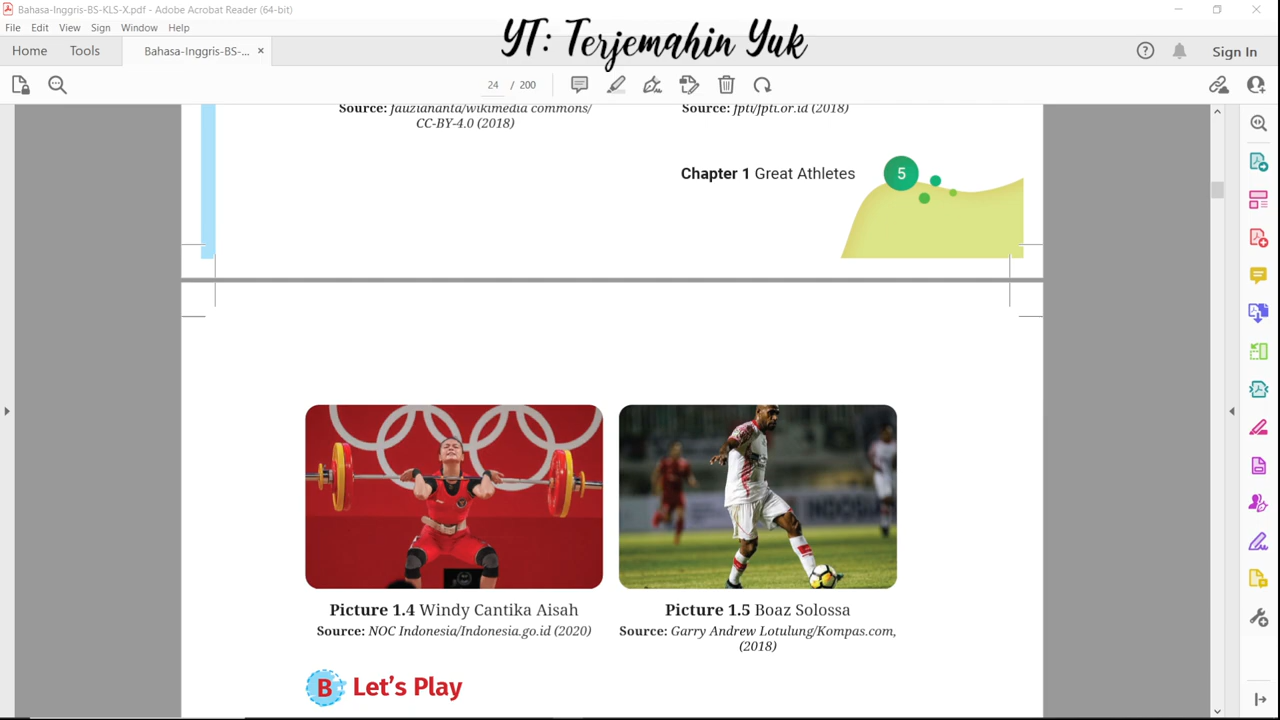 Bahasa-Inggris-BS-KLS-X.pdf - Adobe Acrobat Reader (64-bit)
YT: Terjemahin Yuk
File Edit View Sign Window Help
Home Tools Bahasa-Inggris-BS-... × Sign In
24 / 200
Source: fauziananta/wikimedia commons/
CC-BY-4.0 (2018)
Source: fpti/fpti.or.id (2018)
Chapter 1 Great Athletes 5
Picture 1.4 Windy Cantika Aisah
Source: NOC Indonesia/Indonesia.go.id (2020)
Picture 1.5 Boaz Solossa
Source: Garry Andrew Lotulung/Kompas.com,
(2018)
B Let's Play